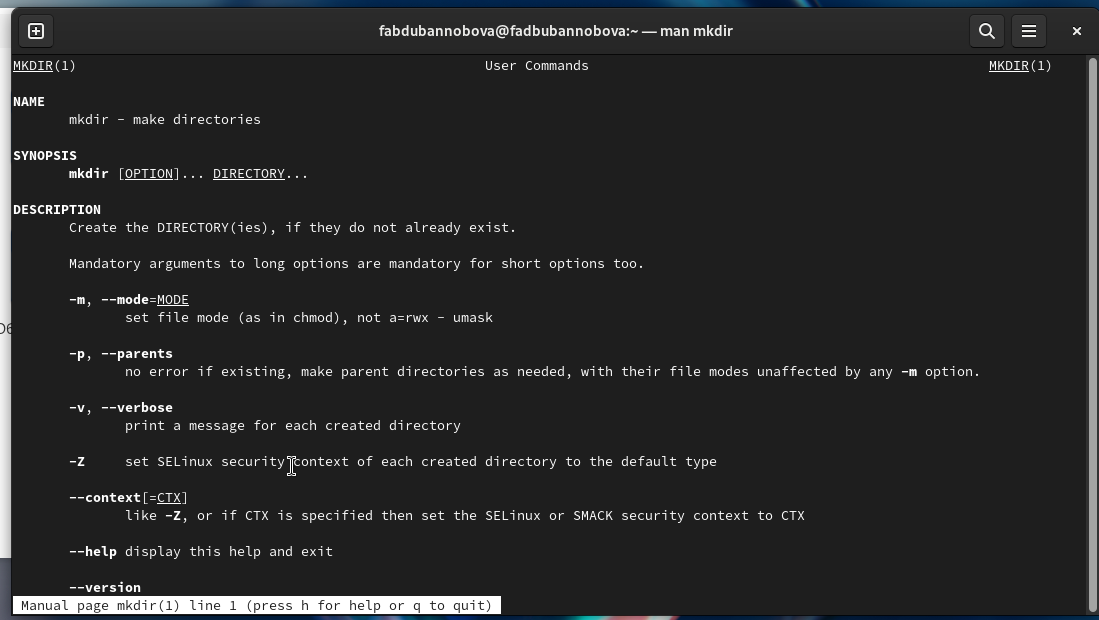 fabdubannobova@fadbubannobova:~ — man mkdir
MKDIR(1) User Commands MKDIR(1)
NAME
mkdir - make directories
SYNOPSIS
mkdir [OPTION]... DIRECTORY...
DESCRIPTION
Create the DIRECTORY(ies), if they do not already exist.
Mandatory arguments to long options are mandatory for short options too.
-m, --mode=MODE
set file mode (as in chmod), not a=rwx - umask
-p, --parents
no error if existing, make parent directories as needed, with their file modes unaffected by any -m option.
-v, --verbose
print a message for each created directory
-Z set SELinux security context of each created directory to the default type
--context[=CTX]
like -Z, or if CTX is specified then set the SELinux or SMACK security context to CTX
--help display this help and exit
--version
Manual page mkdir(1) line 1 (press h for help or q to quit)